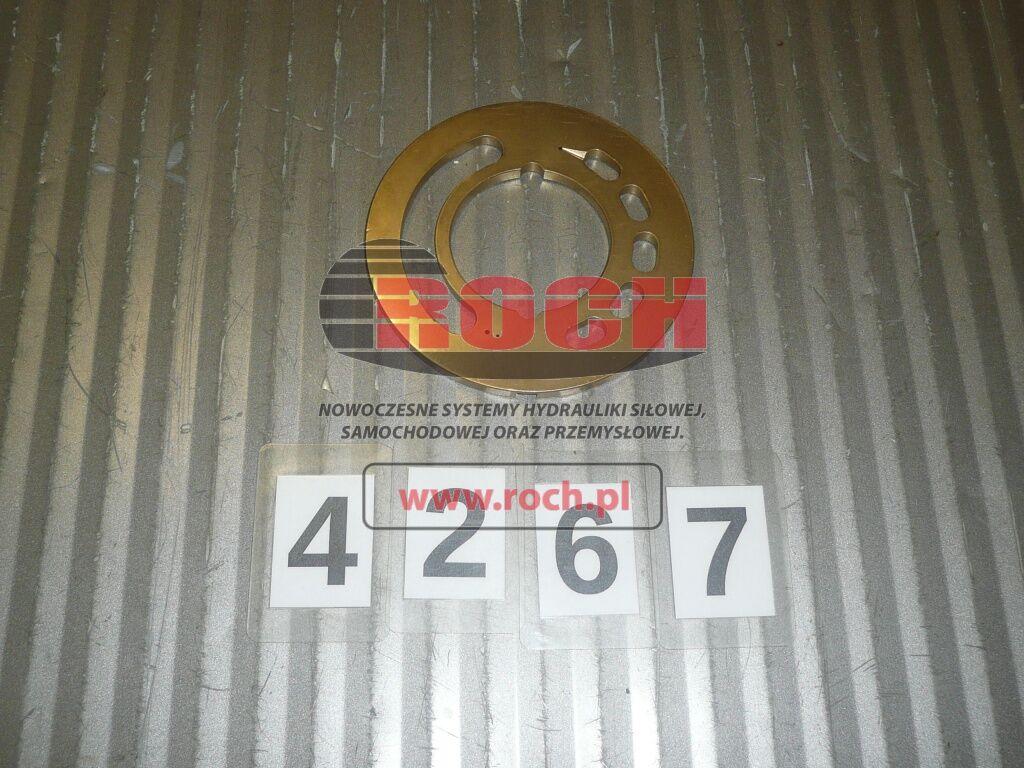 ROCH
NOWOCZESNE SYSTEMY HYDRAULIKI SIŁOWEJ,
SAMOCHODOWEJ ORAZ PRZEMYSŁOWEJ.
www.roch.pl
4 2 6 7